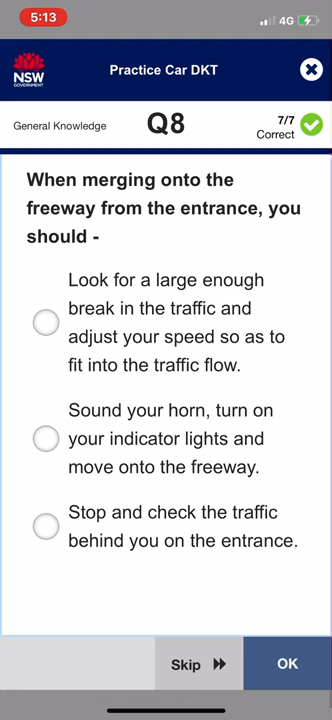 5:13
4G
NSW
GOVERNMENT
Practice Car DKT
General Knowledge
Q8
7/7
Correct
When merging onto the
freeway from the entrance, you
should -
Look for a large enough
break in the traffic and
adjust your speed so as to
fit into the traffic flow.
Sound your horn, turn on
your indicator lights and
move onto the freeway.
Stop and check the traffic
behind you on the entrance.
Skip
OK